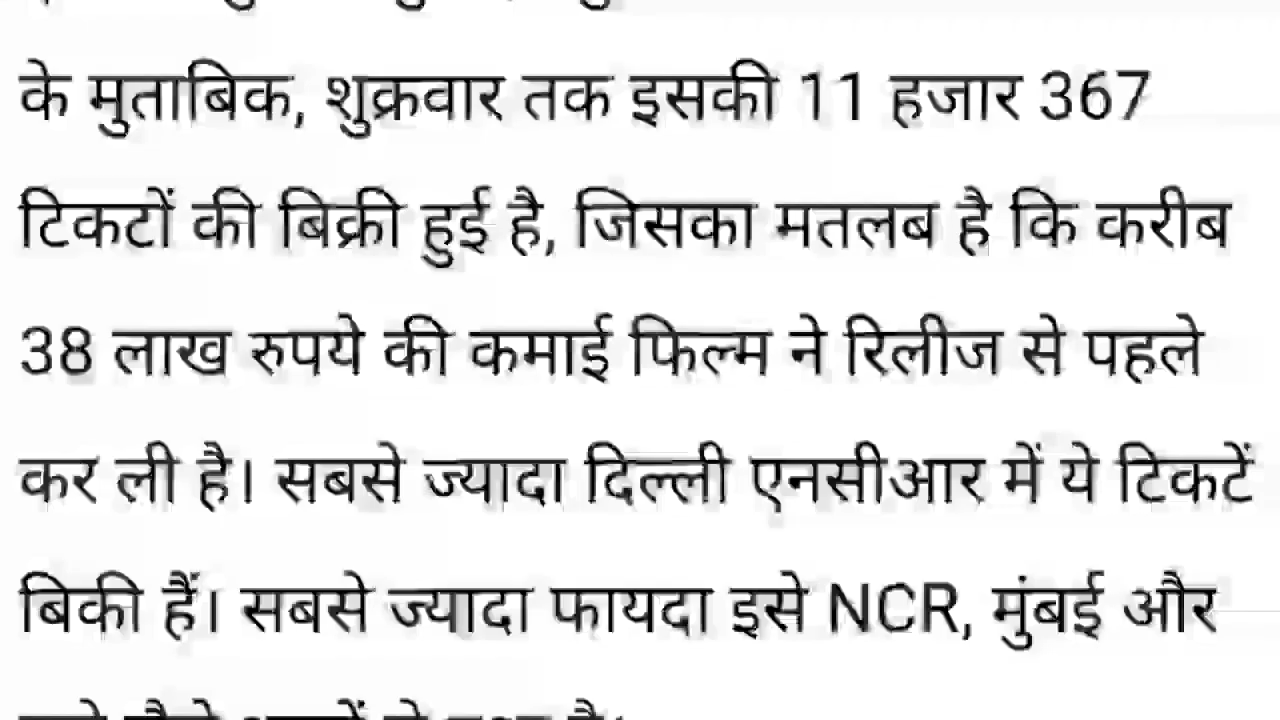 के मुताबिक, शुक्रवार तक इसकी 11 हजार 367
टिकटों की बिक्री हुई है, जिसका मतलब है कि करीब
38 लाख रुपये की कमाई फिल्म ने रिलीज से पहले
कर ली है। सबसे ज्यादा दिल्ली एनसीआर में ये टिकटें
बिकी हैं। सबसे ज्यादा फायदा इसे NCR, मुंबई और